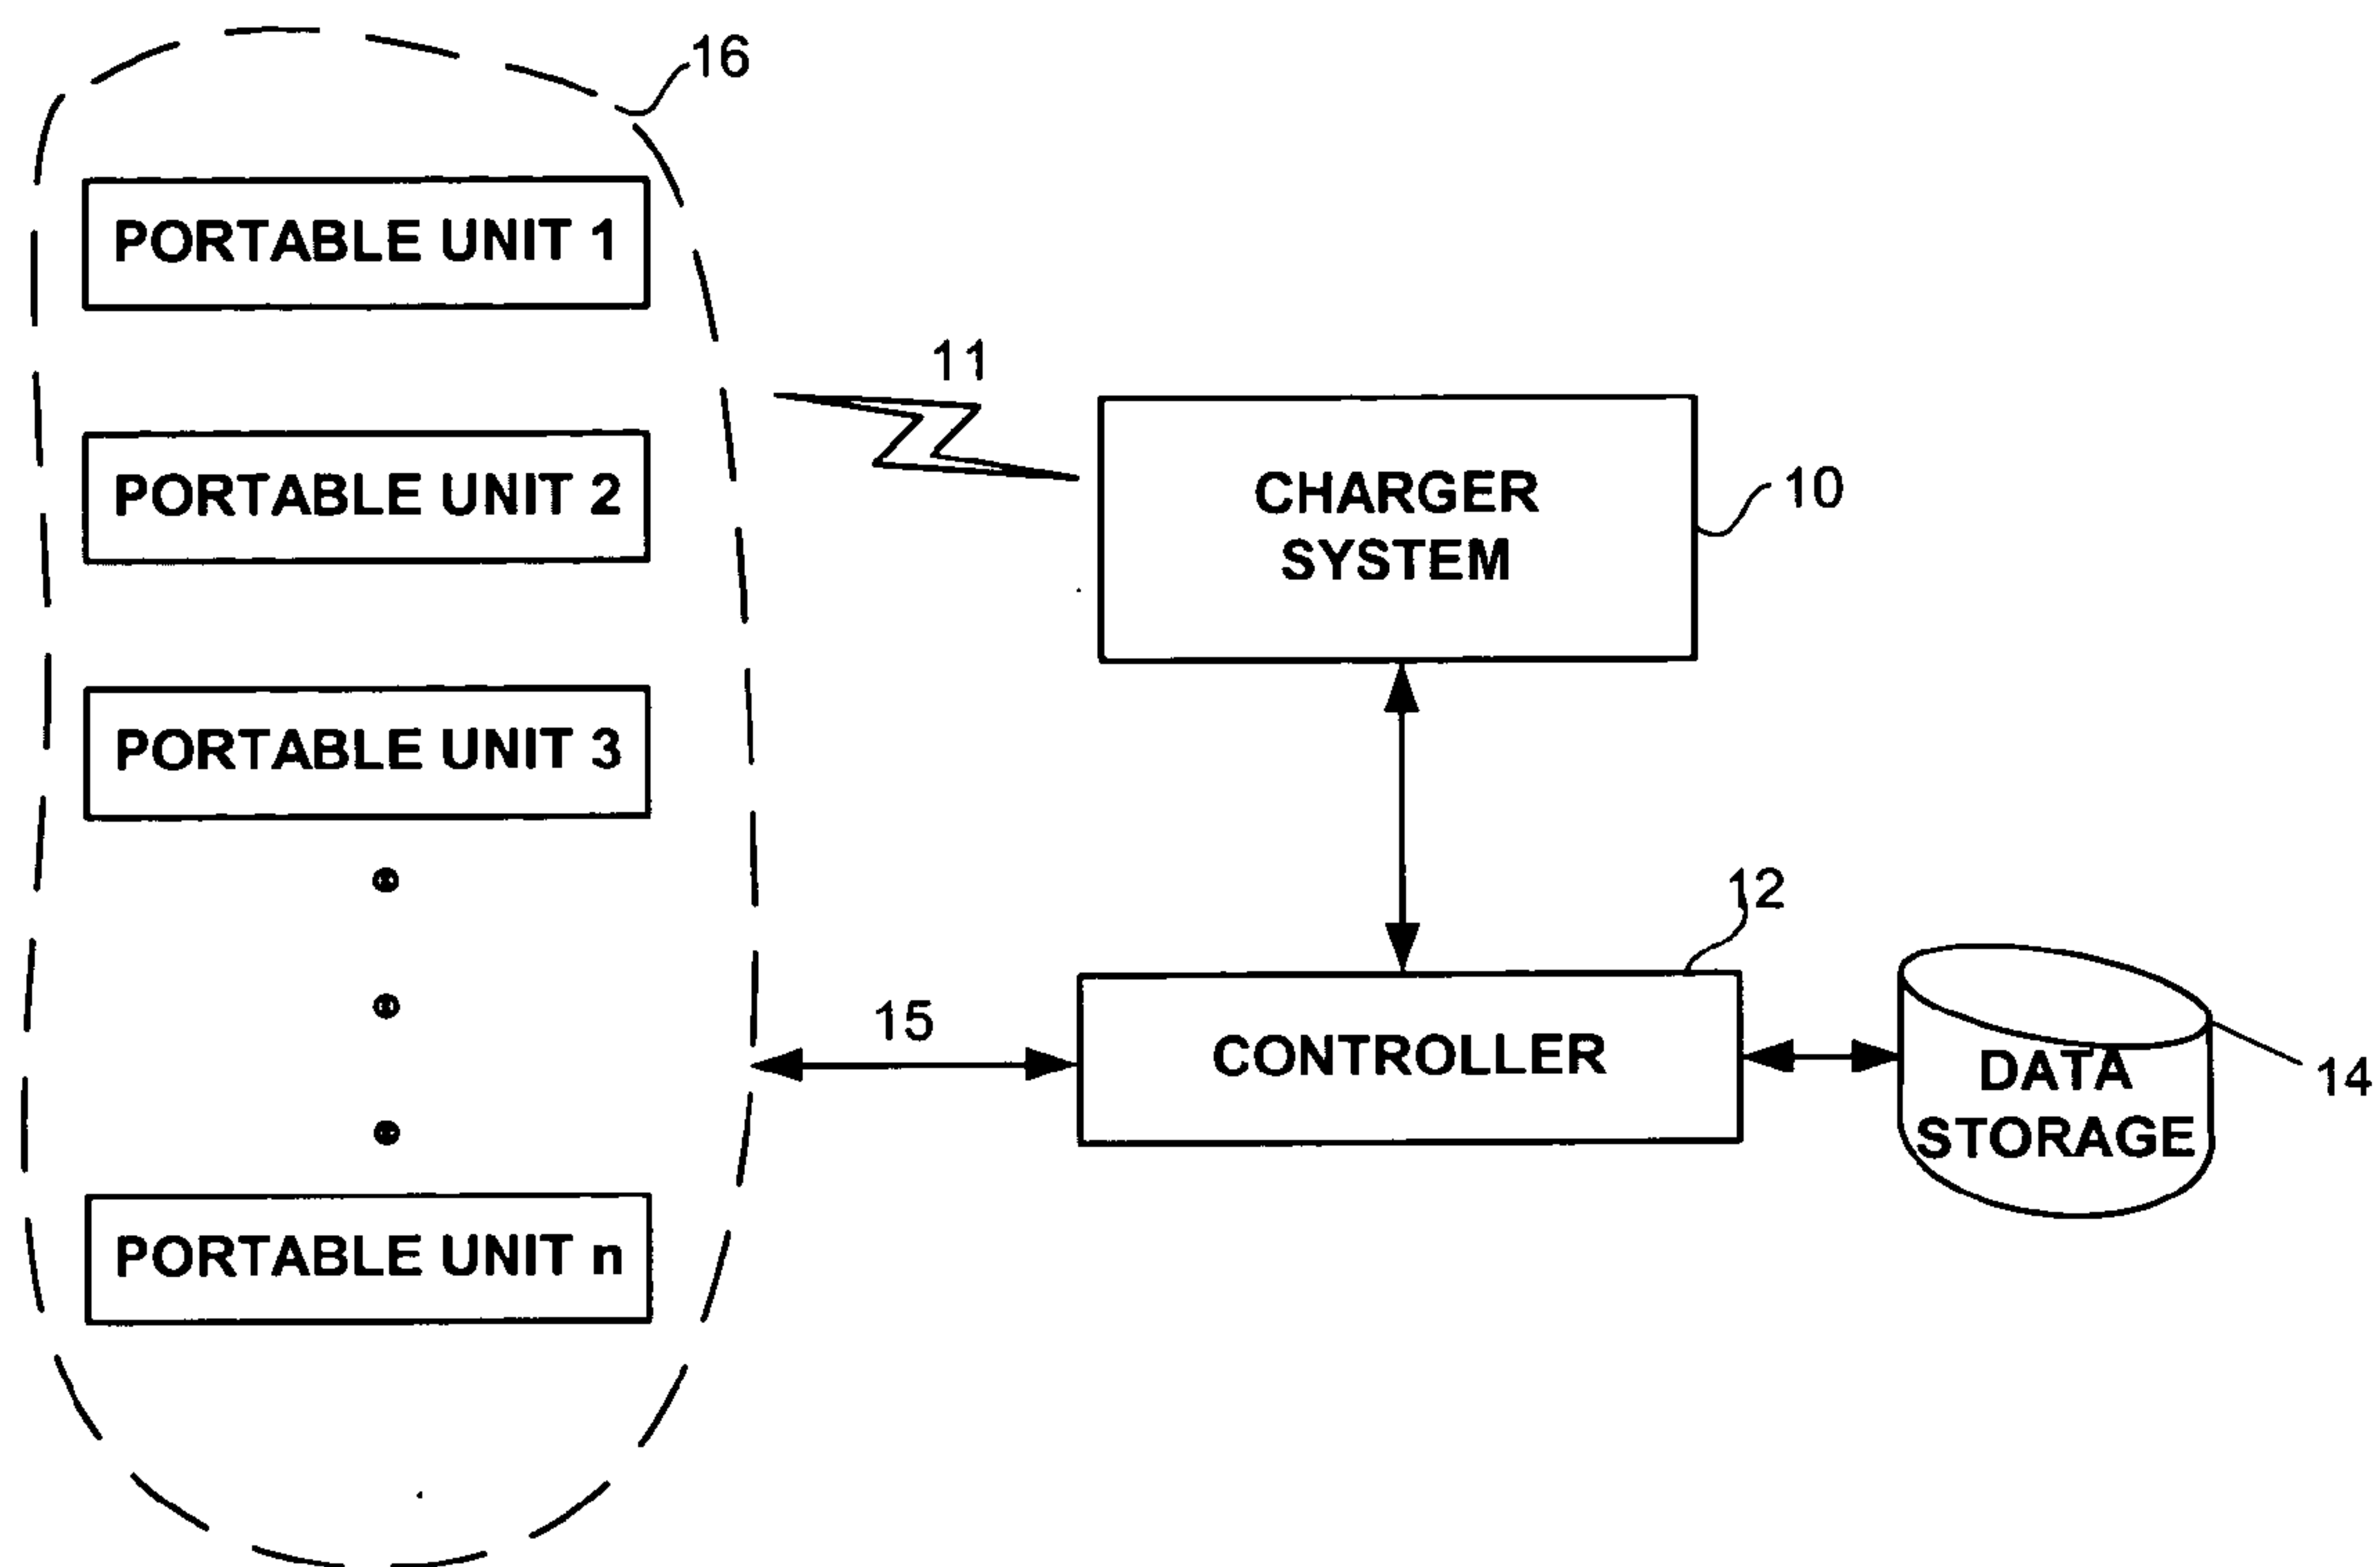 16
PORTABLE UNIT 1
11
PORTABLE UNIT 2
CHARGER
SYSTEM
10
PORTABLE UNIT 3
12
15
CONTROLLER
DATA
STORAGE
14
PORTABLE UNIT n